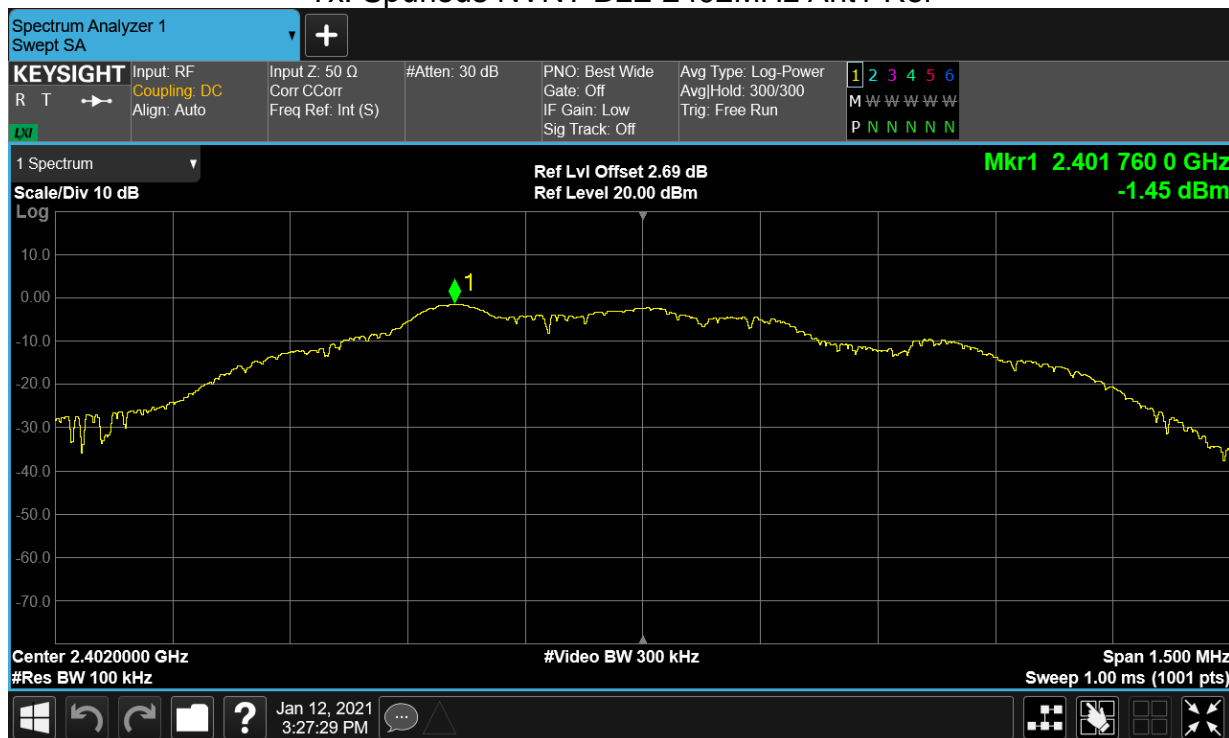 Spectrum Analyzer 1
Swept SA
KEYSIGHT
R T
LXI
Input: RF
Coupling: DC
Align: Auto
Input Z: 50 Ω
Corr CCorr
Freq Ref: Int (S)
#Atten: 30 dB
PNO: Best Wide
Gate: Off
IF Gain: Low
Sig Track: Off
Avg Type: Log-Power
Avg|Hold: 300/300
Trig: Free Run
1 2 3 4 5 6
M W W W W W
P N N N N N
1 Spectrum
Scale/Div 10 dB
Log
Ref Lvl Offset 2.69 dB
Ref Level 20.00 dBm
Mkr1 2.401 760 0 GHz
-1.45 dBm
10.0
0.00
-10.0
-20.0
-30.0
-40.0
-50.0
-60.0
-70.0
1
Center 2.4020000 GHz
#Res BW 100 kHz
#Video BW 300 kHz
Span 1.500 MHz
Sweep 1.00 ms (1001 pts)
?
Jan 12, 2021
3:27:29 PM